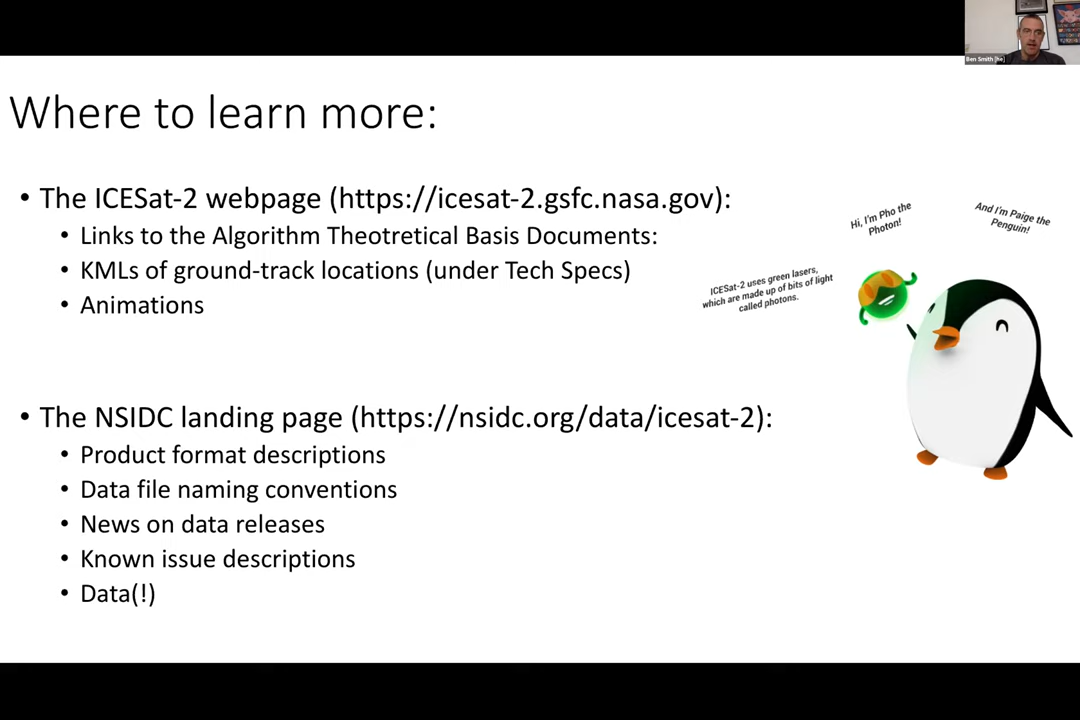 Ben Smith [he]
Where to learn more:
• The ICESat-2 webpage (https://icesat-2.gsfc.nasa.gov):
• Links to the Algorithm Theotretical Basis Documents:
• KMLs of ground-track locations (under Tech Specs)
• Animations
Hi, I'm Pho the
Photon!
And I'm Paige the
Penguin!
ICESat-2 uses green lasers,
which are made up of bits of light
called photons.
• The NSIDC landing page (https://nsidc.org/data/icesat-2):
• Product format descriptions
• Data file naming conventions
• News on data releases
• Known issue descriptions
• Data(!)